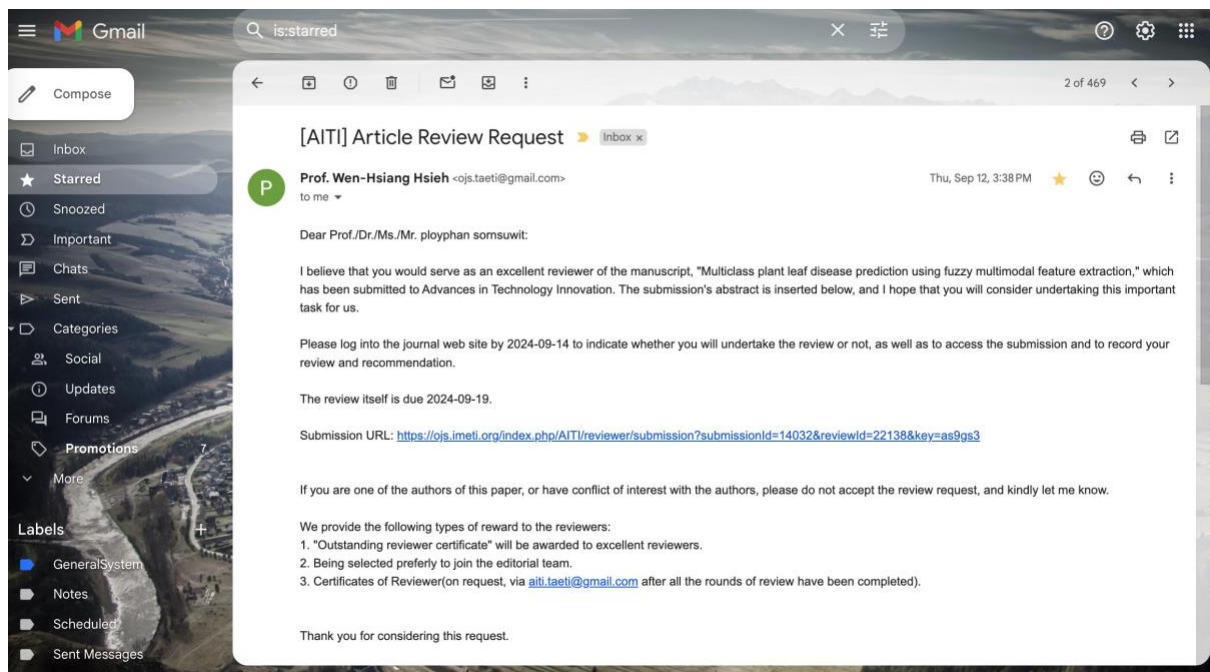 Gmail
is:starred
Compose
2 of 469
Inbox
Starred
Snoozed
Important
Chats
Sent
Categories
Social
Updates
Forums
Promotions 7
More
Labels +
GeneralSystem
Notes
Scheduled
Sent Messages
[AITI] Article Review Request Inbox x
P
Prof. Wen-Hsiang Hsieh <ojs.taeti@gmail.com>
Thu, Sep 12, 3:38 PM
to me
Dear Prof./Dr./Ms./Mr. ployphan sornsuwit:
I believe that you would serve as an excellent reviewer of the manuscript, "Multiclass plant leaf disease prediction using fuzzy multimodal feature extraction," which
has been submitted to Advances in Technology Innovation. The submission's abstract is inserted below, and I hope that you will consider undertaking this important
task for us.
Please log into the journal web site by 2024-09-14 to indicate whether you will undertake the review or not, as well as to access the submission and to record your
review and recommendation.
The review itself is due 2024-09-19.
Submission URL: https://ojs.imeti.org/index.php/AITI/reviewer/submission?submissionId=14032&reviewId=22138&key=as9gs3
If you are one of the authors of this paper, or have conflict of interest with the authors, please do not accept the review request, and kindly let me know.
We provide the following types of reward to the reviewers:
1. "Outstanding reviewer certificate" will be awarded to excellent reviewers.
2. Being selected preferly to join the editorial team.
3. Certificates of Reviewer(on request, via aiti.taeti@gmail.com after all the rounds of review have been completed).
Thank you for considering this request.